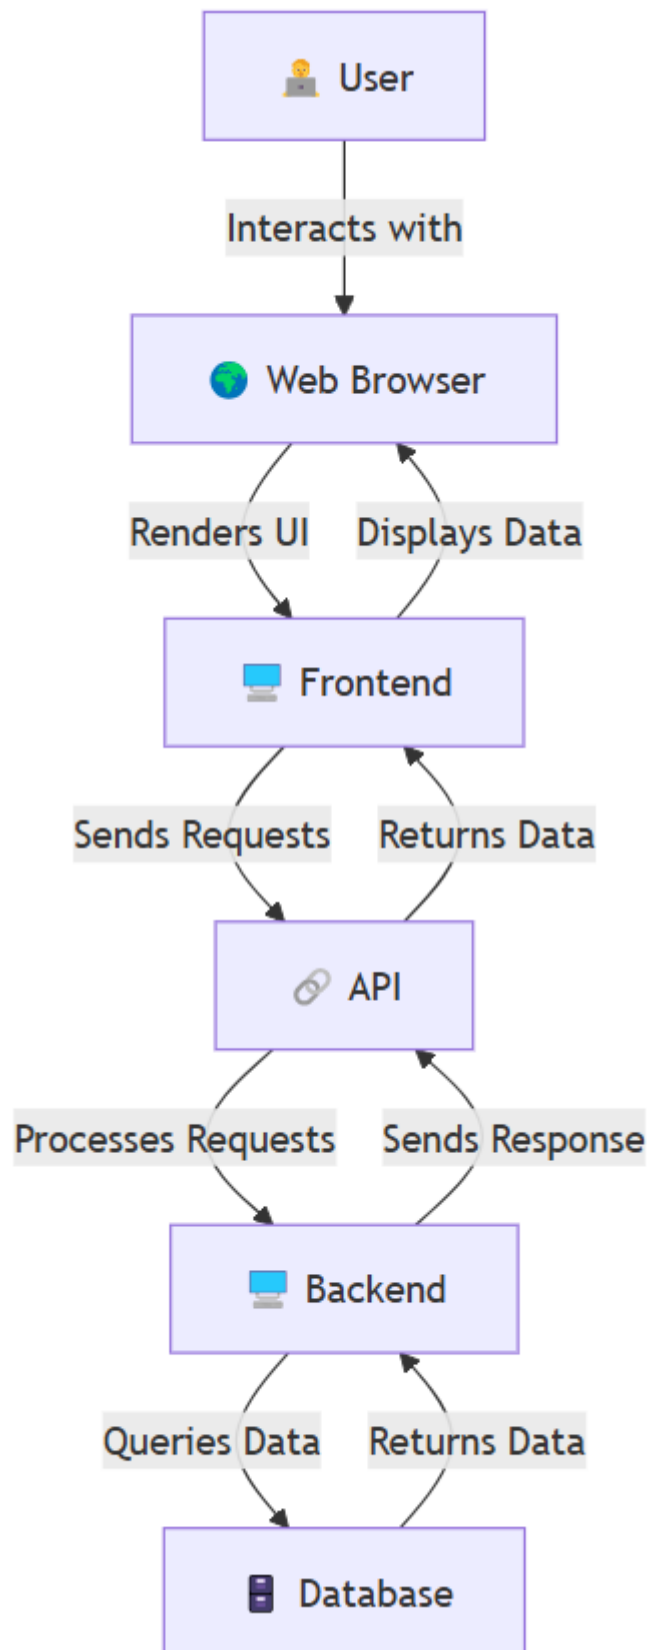 User
Interacts with
Web Browser
Renders UI
Displays Data
Frontend
Sends Requests
Returns Data
API
Processes Requests
Sends Response
Backend
Queries Data
Returns Data
Database